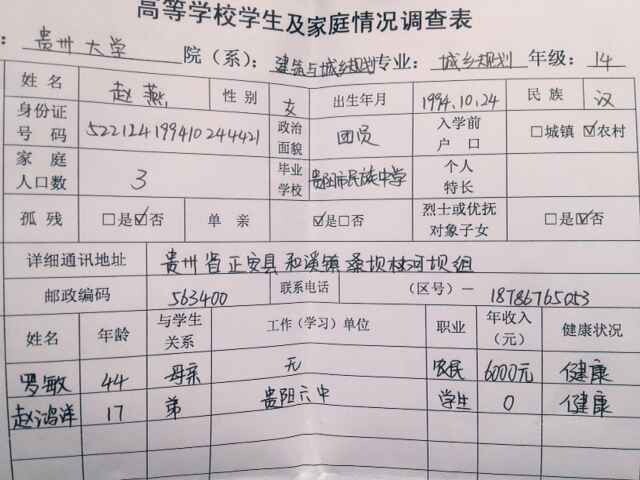 高等学校学生及家庭情况调查表
：贵州大学 院（系）：建筑与城乡规划 专业：城乡规划 年级：14
姓名 赵燕 性别 女 出生年月 1994.10.24 民族 汉
身份证号码 522124199410244421 政治面貌 团员 入学前户口 □城镇 ☑农村
家庭人口数 3 毕业学校 贵阳市民族中学 个人特长
孤残 □是☑否 单亲 ☑是□否 烈士或优抚对象子女 □是☑否
详细通讯地址 贵州省正安县和溪镇桑坝村河坝组
邮政编码 563400 联系电话 （区号）－ 18786765053
姓名 年龄 与学生关系 工作（学习）单位 职业 年收入（元） 健康状况
罗敏 44 母亲 无 农民 6000元 健康
赵鸿洋 17 弟 贵阳六中 学生 0 健康